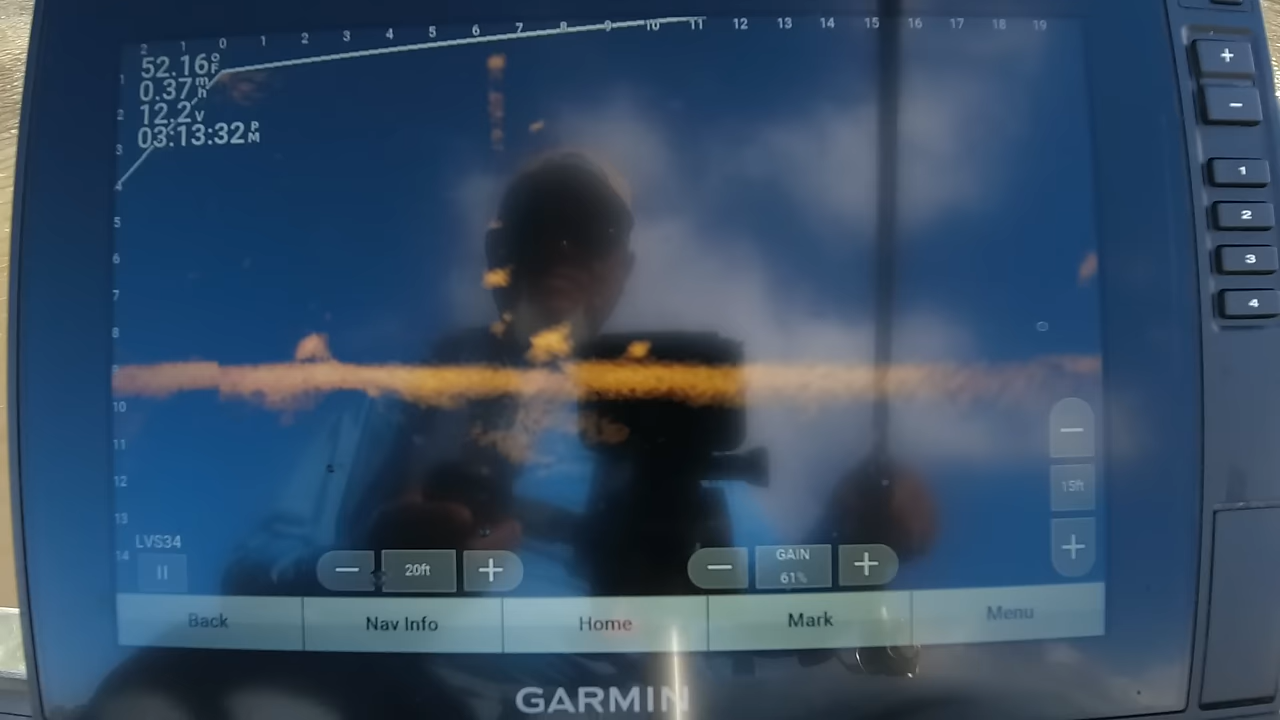 2 1 0 1 2 3 4 5 6 7 8 9 10 11 12 13 14 15 16 17 18 19
52.16°F
0.37mh
12.2V
03:13:32PM
1
2
3
4
5
6
7
8
10
11
12
13
14
LVS34
20ft
GAIN
61%
15ft
Back Nav Info Home Mark Menu
GARMIN
+
-
1
2
3
4